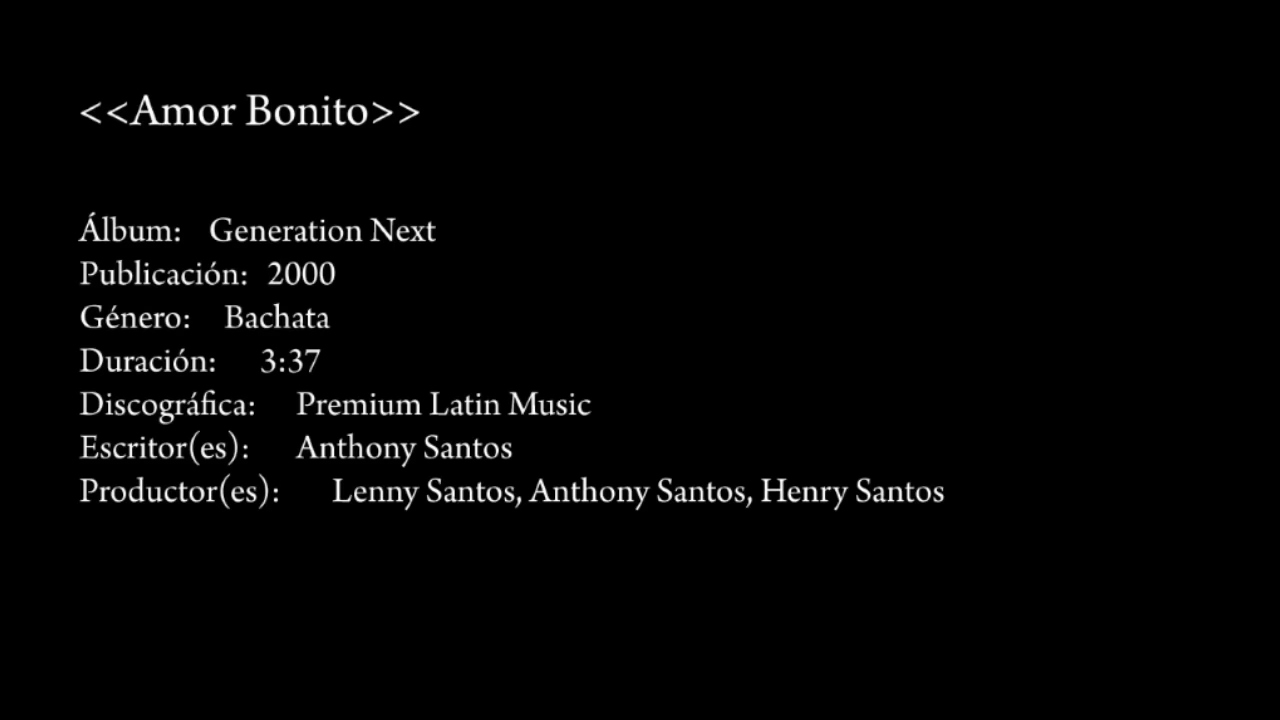 <<Amor Bonito>>
Álbum: Generation Next
Publicación: 2000
Género: Bachata
Duración: 3:37
Discográfica: Premium Latin Music
Escritor(es): Anthony Santos
Productor(es): Lenny Santos, Anthony Santos, Henry Santos